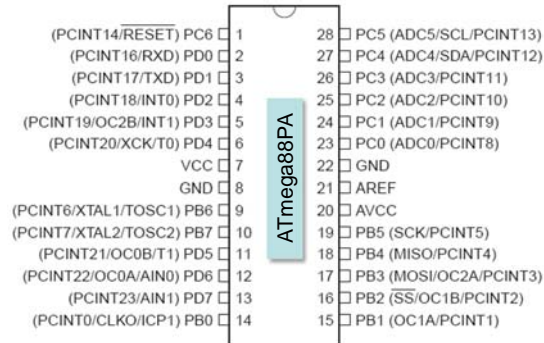 (PCINT14/RESET) PC6 1 28 PC5 (ADC5/SCL/PCINT13)
(PCINT16/RXD) PD0 2 27 PC4 (ADC4/SDA/PCINT12)
(PCINT17/TXD) PD1 3 26 PC3 (ADC3/PCINT11)
(PCINT18/INT0) PD2 4 25 PC2 (ADC2/PCINT10)
(PCINT19/OC2B/INT1) PD3 5 24 PC1 (ADC1/PCINT9)
(PCINT20/XCK/T0) PD4 6 23 PC0 (ADC0/PCINT8)
VCC 7 22 GND
GND 8 21 AREF
(PCINT6/XTAL1/TOSC1) PB6 9 20 AVCC
(PCINT7/XTAL2/TOSC2) PB7 10 19 PB5 (SCK/PCINT5)
(PCINT21/OC0B/T1) PD5 11 18 PB4 (MISO/PCINT4)
(PCINT22/OC0A/AIN0) PD6 12 17 PB3 (MOSI/OC2A/PCINT3)
(PCINT23/AIN1) PD7 13 16 PB2 (SS/OC1B/PCINT2)
(PCINT0/CLKO/ICP1) PB0 14 15 PB1 (OC1A/PCINT1)
ATmega88PA